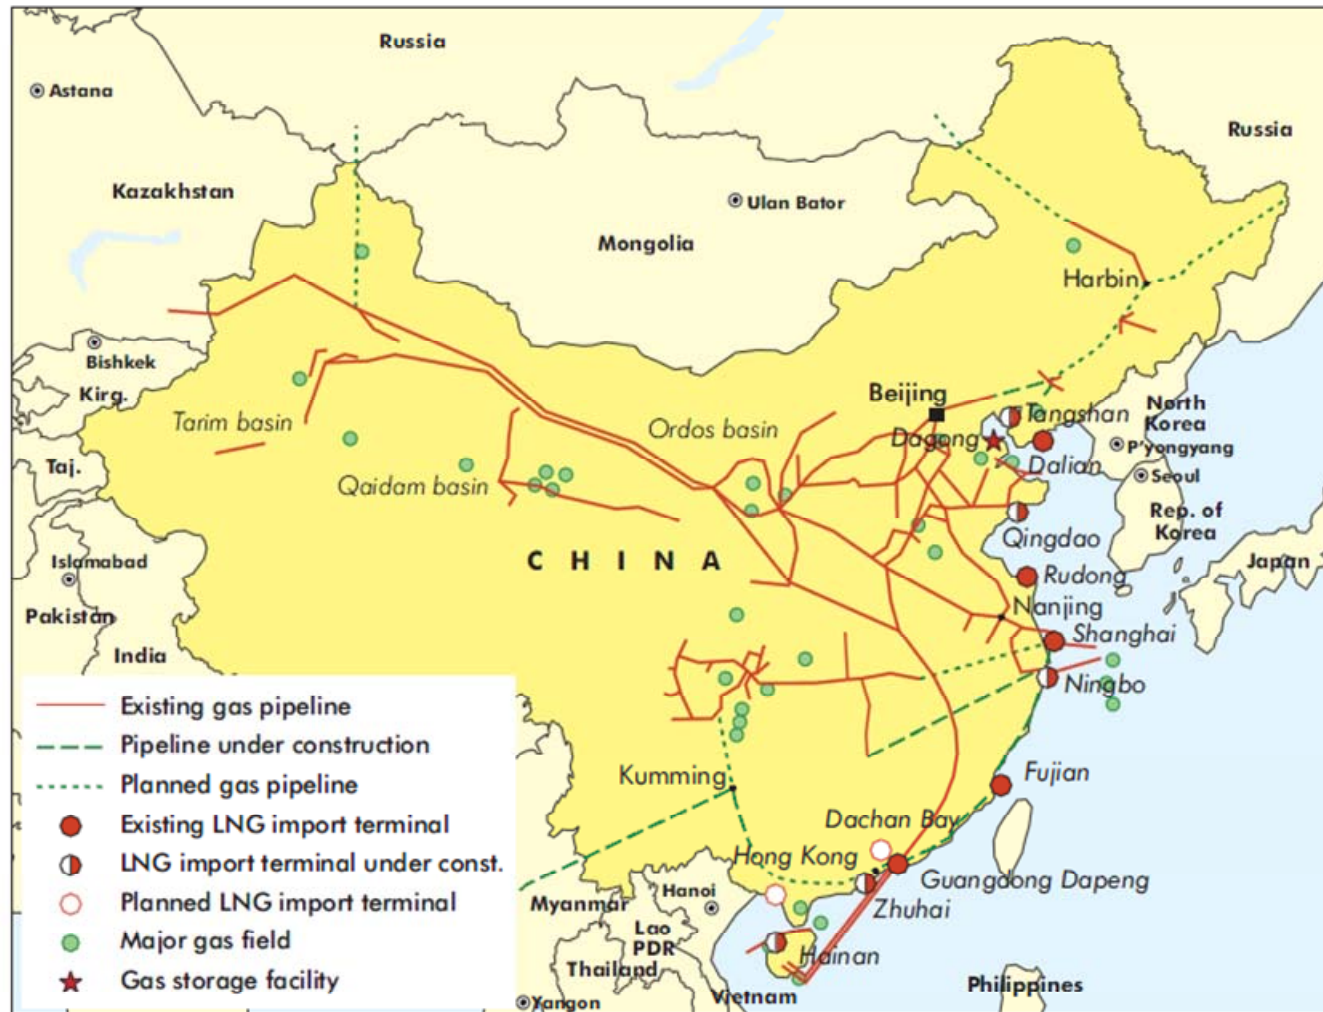 Russia
Astana
Russia
Kazakhstan
Ulan Bator
Mongolia
Harbin
Bishkek
Kirg.
Beijing
Tangshan
North
Korea
Tarim basin
Ordos basin
Dagong
P'yongyang
Taj.
Dalian
Seoul
Qaidam basin
Rep. of
Korea
Qingdao
CHINA
Islamabad
Japan
Rudong
Pakistan
Nanjing
Shanghai
India
Ningbo
Existing gas pipeline
Pipeline under construction
Planned gas pipeline
Existing LNG import terminal
LNG import terminal under const.
Planned LNG import terminal
Major gas field
Gas storage facility
Kumming
Fujian
Dachan Bay
Hong Kong
Guangdong Dapeng
Hanoi
Myanmar
Zhuhai
Lao
PDR
Hainan
Thailand
Philippines
Vietnam
Yangon